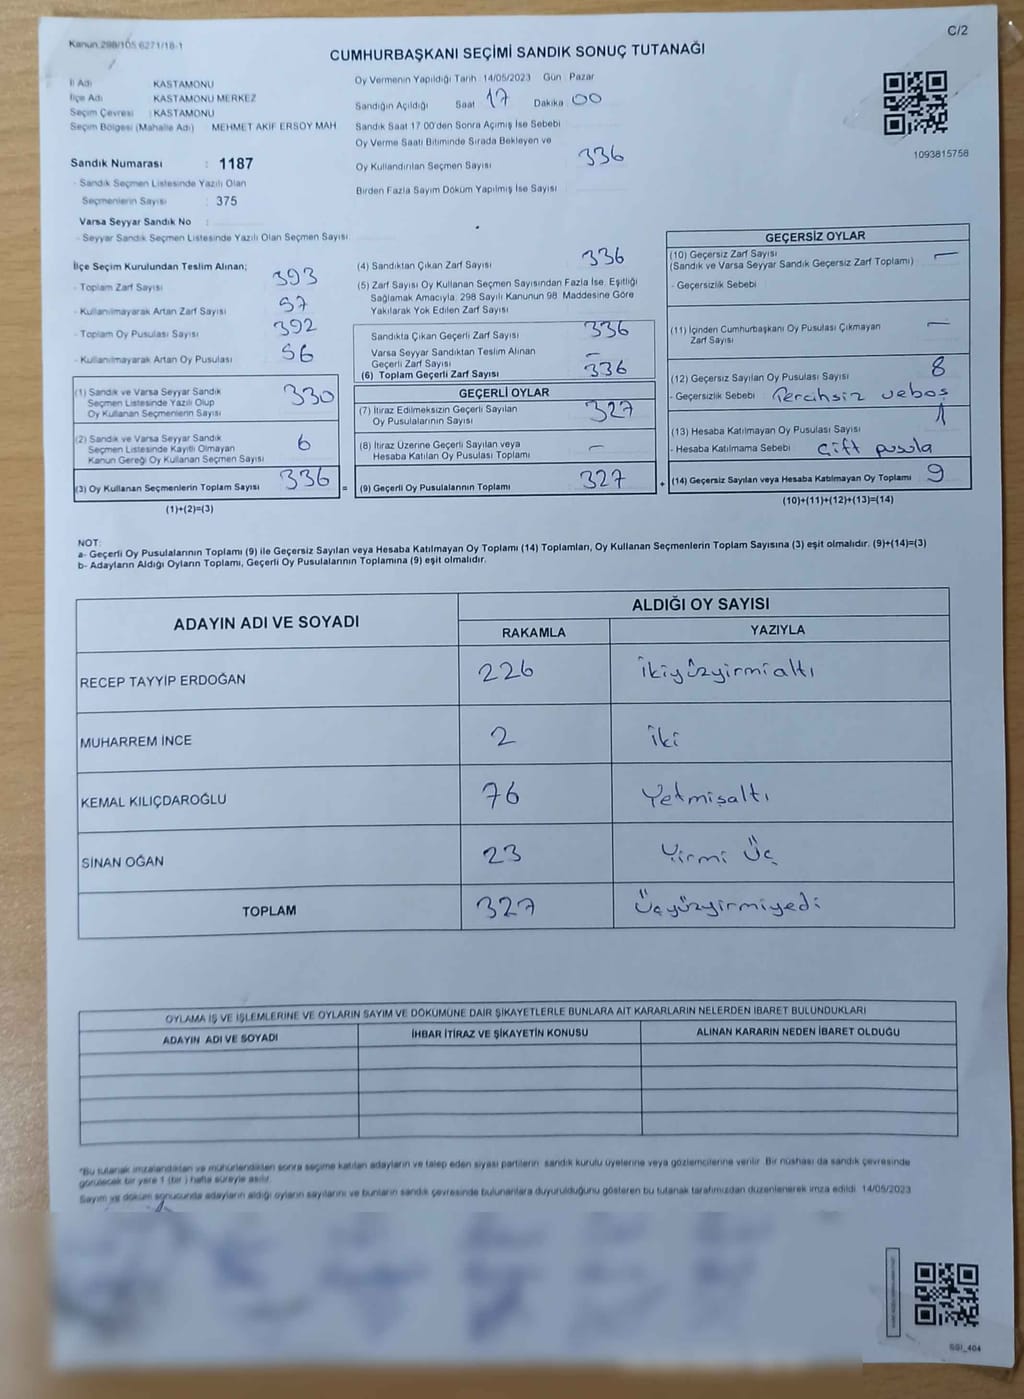 Kanun 298/105, 6271/18-1
C/2
CUMHURBAŞKANI SEÇİMİ SANDIK SONUÇ TUTANAĞI
İl Adı KASTAMONU
İlçe Adı KASTAMONU MERKEZ
Seçim Çevresi : KASTAMONU
Seçim Bölgesi (Mahalle Adı) MEHMET AKİF ERSOY MAH
Sandık Numarası : 1187
- Sandık Seçmen Listesinde Yazılı Olan
Seçmenlerin Sayısı : 375
Varsa Seyyar Sandık No :
- Seyyar Sandık Seçmen Listesinde Yazılı Olan Seçmen Sayısı
Oy Vermenin Yapıldığı Tarih 14/05/2023 Gün Pazar
Sandığın Açıldığı Saat 17 Dakika 00
Sandık Saat 17 00'den Sonra Açımış İse Sebebi
Oy Verme Saati Bitiminde Sırada Bekleyen ve
Oy Kullandırılan Seçmen Sayısı 336
Birden Fazla Sayım Döküm Yapılmış İse Sayısı
1093815758
İlçe Seçim Kurulundan Teslim Alınan;
- Toplam Zarf Sayısı 393
- Kullanılmayarak Artan Zarf Sayısı 57
- Toplam Oy Pusulası Sayısı 392
- Kullanılmayarak Artan Oy Pusulası 56
(1) Sandık ve Varsa Seyyar Sandık
Seçmen Listesinde Yazılı Olup
Oy Kullanan Seçmenlerin Sayısı 330
(2) Sandık ve Varsa Seyyar Sandık
Seçmen Listesinde Kayıtlı Olmayan
Kanun Gereği Oy Kullanan Seçmen Sayısı 6
(3) Oy Kullanan Seçmenlerin Toplam Sayısı 336 =
(1)+(2)=(3)
(4) Sandıktan Çıkan Zarf Sayısı 336
(5) Zarf Sayısı Oy Kullanan Seçmen Sayısından Fazla İse, Eşitliği
Sağlamak Amacıyla, 298 Sayılı Kanunun 98. Maddesine Göre
Yakılarak Yok Edilen Zarf Sayısı
Sandıkta Çıkan Geçerli Zarf Sayısı 336
Varsa Seyyar Sandıktan Teslim Alınan
Geçerli Zarf Sayısı –
(6) Toplam Geçerli Zarf Sayısı 336
GEÇERLİ OYLAR
(7) İtiraz Edilmeksizin Geçerli Sayılan
Oy Pusulalarının Sayısı 327
(8) İtiraz Üzerine Geçerli Sayılan veya
Hesaba Katılan Oy Pusulası Toplamı –
(9) Geçerli Oy Pusulalarının Toplamı 327 +
GEÇERSİZ OYLAR
(10) Geçersiz Zarf Sayısı
(Sandık ve Varsa Seyyar Sandık Geçersiz Zarf Toplamı) –
- Geçersizlik Sebebi
(11) İçinden Cumhurbaşkanı Oy Pusulası Çıkmayan
Zarf Sayısı –
(12) Geçersiz Sayılan Oy Pusulası Sayısı 8
- Geçersizlik Sebebi Tercihsiz veboş
(13) Hesaba Katılmayan Oy Pusulası Sayısı 1
- Hesaba Katılmama Sebebi Çift pusula
(14) Geçersiz Sayılan veya Hesaba Katılmayan Oy Toplamı 9
(10)+(11)+(12)+(13)=(14)
NOT:
a- Geçerli Oy Pusulalarının Toplamı (9) ile Geçersiz Sayılan veya Hesaba Katılmayan Oy Toplamı (14) Toplamları, Oy Kullanan Seçmenlerin Toplam Sayısına (3) eşit olmalıdır. (9)+(14)=(3)
b- Adayların Aldığı Oyların Toplamı, Geçerli Oy Pusulalarının Toplamına (9) eşit olmalıdır.
ADAYIN ADI VE SOYADI
ALDIĞI OY SAYISI
RAKAMLA YAZIYLA
RECEP TAYYİP ERDOĞAN 226 ikiyüzyirmialtı
MUHARREM İNCE 2 iki
KEMAL KILIÇDAROĞLU 76 Yetmişaltı
SİNAN OĞAN 23 Yirmi Üç
TOPLAM 327 Üçyüzyirmiyedi
OYLAMA İŞ VE İŞLEMLERİNE VE OYLARIN SAYIM VE DÖKÜMÜNE DAİR ŞİKAYETLERLE BUNLARA AİT KARARLARIN NELERDEN İBARET BULUNDUKLARI
ADAYIN ADI VE SOYADI İHBAR İTİRAZ VE ŞİKAYETİN KONUSU ALINAN KARARIN NEDEN İBARET OLDUĞU
*Bu tutanak imzalandıktan ve mühürlendikten sonra seçime katılan adayların ve talep eden siyasi partilerin sandık kurulu üyelerine veya gözlemcilerine verilir. Bir nüshası da sandık çevresinde
görülecek bir yere 1 (bir) hafta süreyle asılır.
Sayım ve döküm sonucunda adayların aldığı oyların sayılarını ve bunların sandık çevresinde bulunanlara duyurulduğunu gösteren bu tutanak tarafımızdan düzenlenerek imza edildi. 14/05/2023